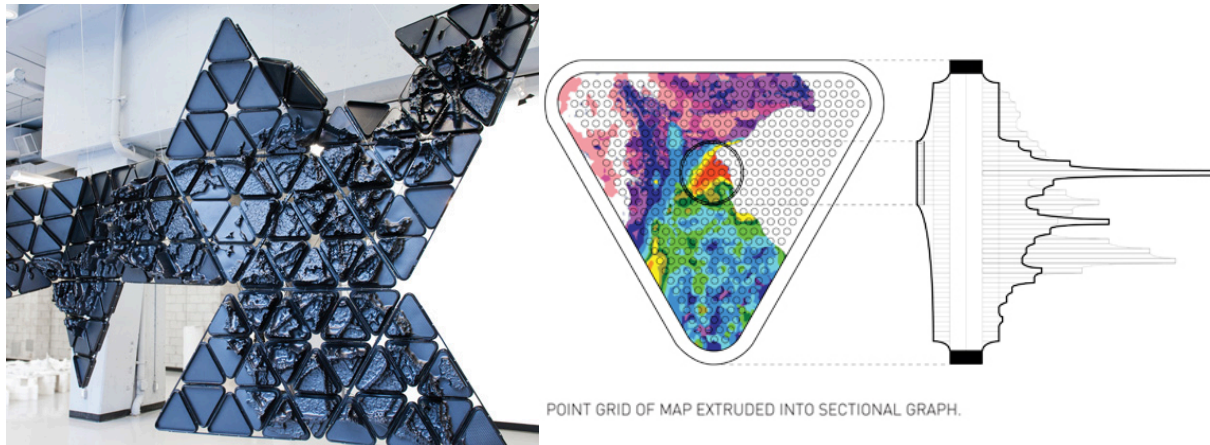 POINT GRID OF MAP EXTRUDED INTO SECTIONAL GRAPH.